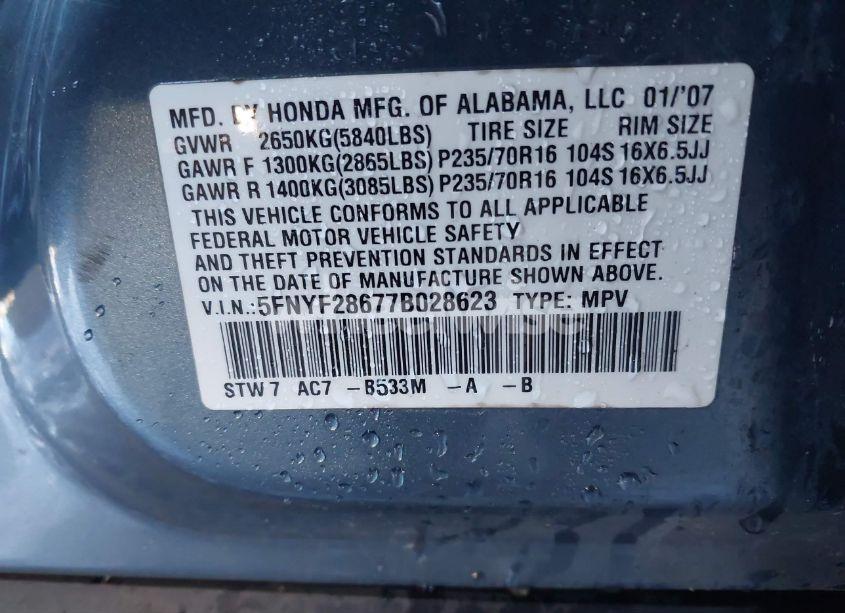 MFD. BY HONDA MFG. OF ALABAMA, LLC 01/'07
GVWR 2650KG(5840LBS) TIRE SIZE RIM SIZE
GAWR F 1300KG(2865LBS) P235/70R16 104S 16X6.5JJ
GAWR R 1400KG(3085LBS) P235/70R16 104S 16X6.5JJ
THIS VEHICLE CONFORMS TO ALL APPLICABLE
FEDERAL MOTOR VEHICLE SAFETY
AND THEFT PREVENTION STANDARDS IN EFFECT
ON THE DATE OF MANUFACTURE SHOWN ABOVE.
V.I.N.:5FNYF28677B028623 TYPE: MPV
STW7 AC7 -B533M -A -B